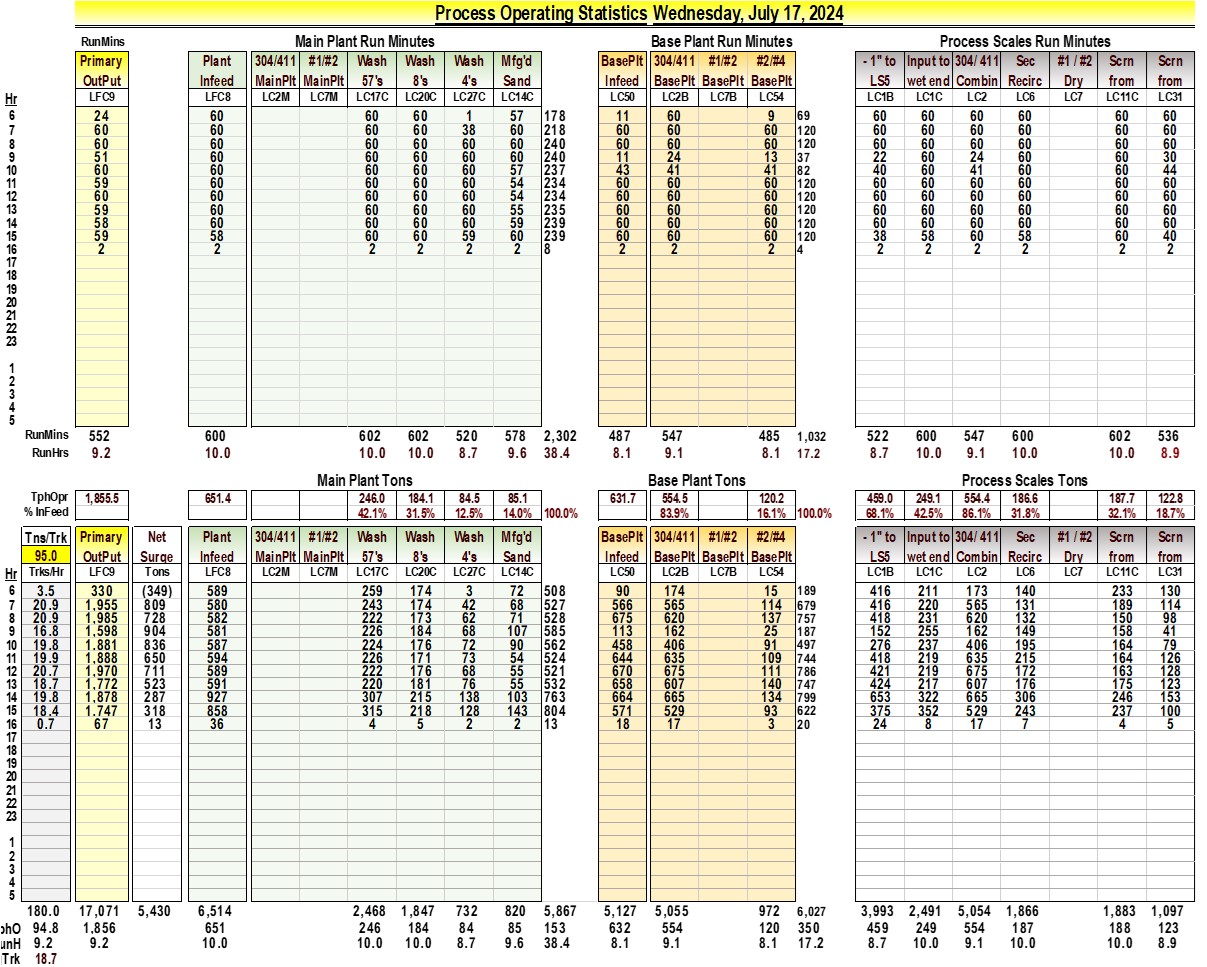 Process Operating Statistics Wednesday, July 17, 2024
RunMins Main Plant Run Minutes Base Plant Run Minutes Process Scales Run Minutes
Primary Plant 304/411 #1/#2 Wash Wash Wash Mfg'd BasePlt 304/411 #1/#2 #2/#4 - 1" to Input to 304/ 411 Sec #1 / #2 Scrn Scrn
OutPut Infeed MainPlt MainPlt 57's 8's 4's Sand Infeed BasePlt BasePlt BasePlt LS5 wet end Combin Recirc Dry from from
Hr LFC9 LFC8 LC2M LC7M LC17C LC20C LC27C LC14C LC50 LC2B LC7B LC54 LC1B LC1C LC2 LC6 LC7 LC11C LC31
6 24 60 60 60 1 57 178 11 60 9 69 60 60 60 60 60 60
7 60 60 60 60 38 60 218 60 60 60 120 60 60 60 60 60 60
8 60 60 60 60 60 60 240 60 60 60 120 60 60 60 60 60 60
9 51 60 60 60 60 60 240 11 24 13 37 22 60 24 60 60 30
10 60 60 60 60 60 57 237 43 41 41 82 40 60 41 60 60 44
11 59 60 60 60 60 54 234 60 60 60 120 60 60 60 60 60 60
12 60 60 60 60 60 54 234 60 60 60 120 60 60 60 60 60 60
13 59 60 60 60 60 55 235 60 60 60 120 60 60 60 60 60 60
14 58 60 60 60 60 59 239 60 60 60 120 60 60 60 60 60 60
15 59 58 60 60 59 60 239 60 60 60 120 38 58 60 58 60 40
16 2 2 2 2 2 2 8 2 2 2 4 2 2 2 2 2 2
17
18
19
20
21
22
23
1
2
3
4
5
RunMins 552 600 602 602 520 578 2,302 487 547 485 1,032 522 600 547 600 602 536
RunHrs 9.2 10.0 10.0 10.0 8.7 9.6 38.4 8.1 9.1 8.1 17.2 8.7 10.0 9.1 10.0 10.0 8.9
Main Plant Tons Base Plant Tons Process Scales Tons
TphOpr 1,855.5 651.4 246.0 184.1 84.5 85.1 631.7 554.5 120.2 459.0 249.1 554.4 186.6 187.7 122.8
% InFeed 42.1% 31.5% 12.5% 14.0% 100.0% 83.9% 16.1% 100.0% 68.1% 42.5% 86.1% 31.8% 32.1% 18.7%
Tns/Trk Primary Net Plant 304/411 #1/#2 Wash Wash Wash Mfg'd BasePlt 304/411 #1/#2 #2/#4 - 1" to Input to 304/ 411 Sec #1 / #2 Scrn Scrn
95.0 OutPut Surge Infeed MainPlt MainPlt 57's 8's 4's Sand Infeed BasePlt BasePlt BasePlt LS5 wet end Combin Recirc Dry from from
Hr Trks/Hr LFC9 Tons LFC8 LC2M LC7M LC17C LC20C LC27C LC14C LC50 LC2B LC7B LC54 LC1B LC1C LC2 LC6 LC7 LC11C LC31
6 3.5 330 (349) 589 259 174 3 72 508 90 174 15 189 416 211 173 140 233 130
7 20.9 1,955 809 580 243 174 42 68 527 566 565 114 679 416 220 565 131 189 114
8 20.9 1,985 728 582 222 173 62 71 528 675 620 137 757 418 231 620 132 150 98
9 16.8 1,598 904 581 226 184 68 107 585 113 162 25 187 152 255 162 149 158 41
10 19.8 1,881 836 587 224 176 72 90 562 458 406 91 497 276 237 406 195 164 79
11 19.9 1,888 650 594 226 171 73 54 524 644 635 109 744 418 219 635 215 164 126
12 20.7 1,970 711 589 222 176 68 55 521 670 675 111 786 421 219 675 172 163 128
13 18.7 1,772 523 591 220 181 76 55 532 658 607 140 747 424 217 607 176 175 123
14 19.8 1,878 287 927 307 215 138 103 763 664 665 134 799 653 322 665 306 246 153
15 18.4 1,747 318 858 315 218 128 143 804 571 529 93 622 375 352 529 243 237 100
16 0.7 67 13 36 4 5 2 2 13 18 17 3 20 24 8 17 7 4 5
17
18
19
20
21
22
23
1
2
3
4
5
180.0 17,071 5,430 6,514 2,468 1,847 732 820 5,867 5,127 5,055 972 6,027 3,993 2,491 5,054 1,866 1,883 1,097
phO 94.8 1,856 651 246 184 84 85 153 632 554 120 350 459 249 554 187 188 123
unH 9.2 9.2 10.0 10.0 10.0 8.7 9.6 38.4 8.1 9.1 8.1 17.2 8.7 10.0 9.1 10.0 10.0 8.9
Trk 18.7